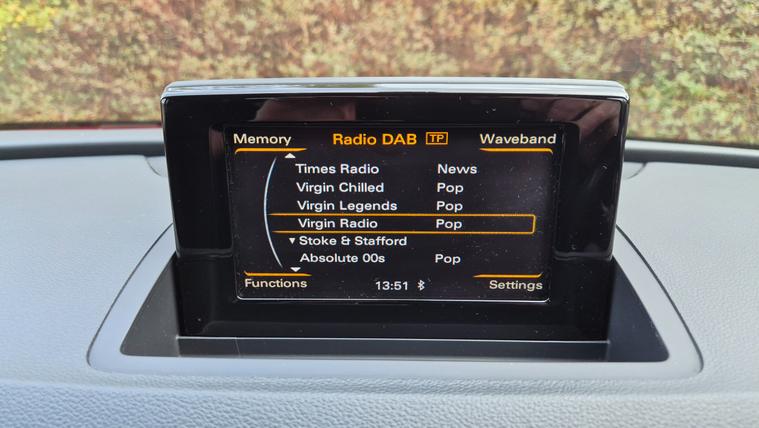 Memory Radio DAB TP Waveband
Times Radio News
Virgin Chilled Pop
Virgin Legends Pop
Virgin Radio Pop
Stoke & Stafford
Absolute 00s Pop
Functions 13:51 Settings